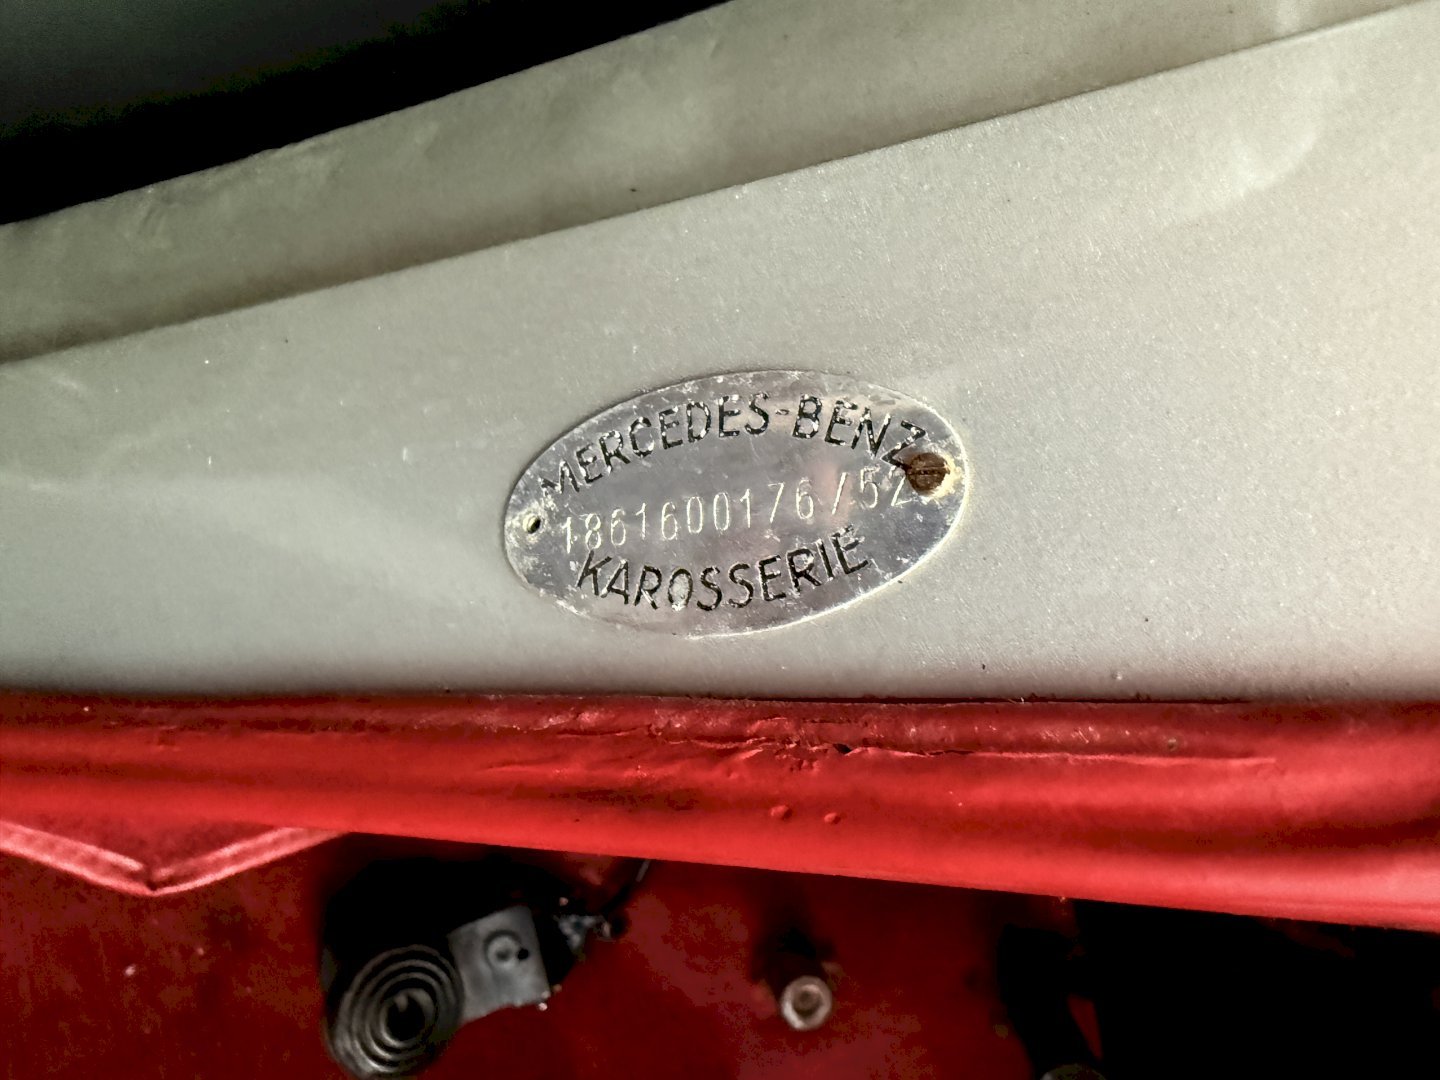 MERCEDES-BENZ
1861600176/52
KAROSSERIE